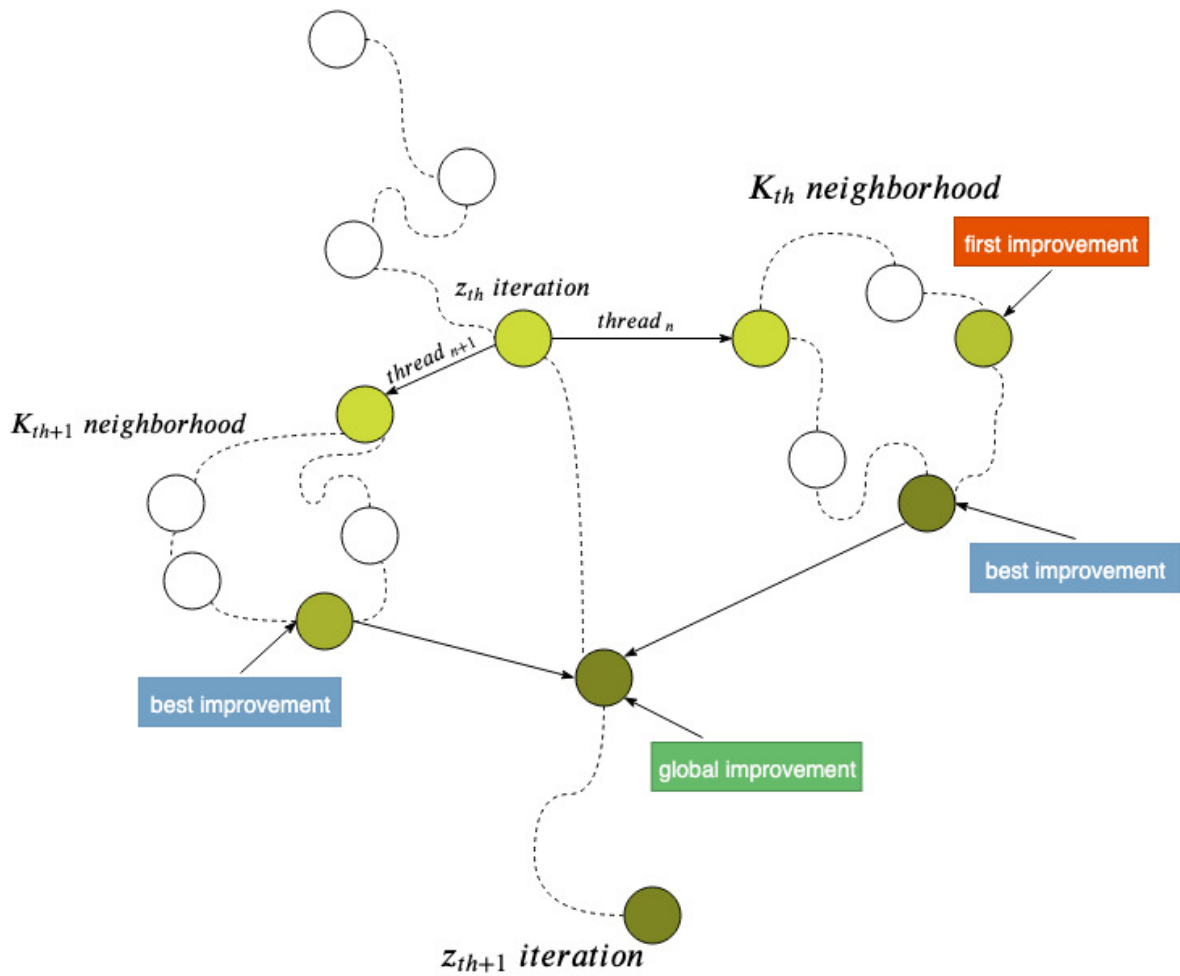 K_th neighborhood
first improvement
z_th iteration
thread_n
thread_n+1
K_th+1 neighborhood
best improvement
best improvement
global improvement
z_th+1 iteration